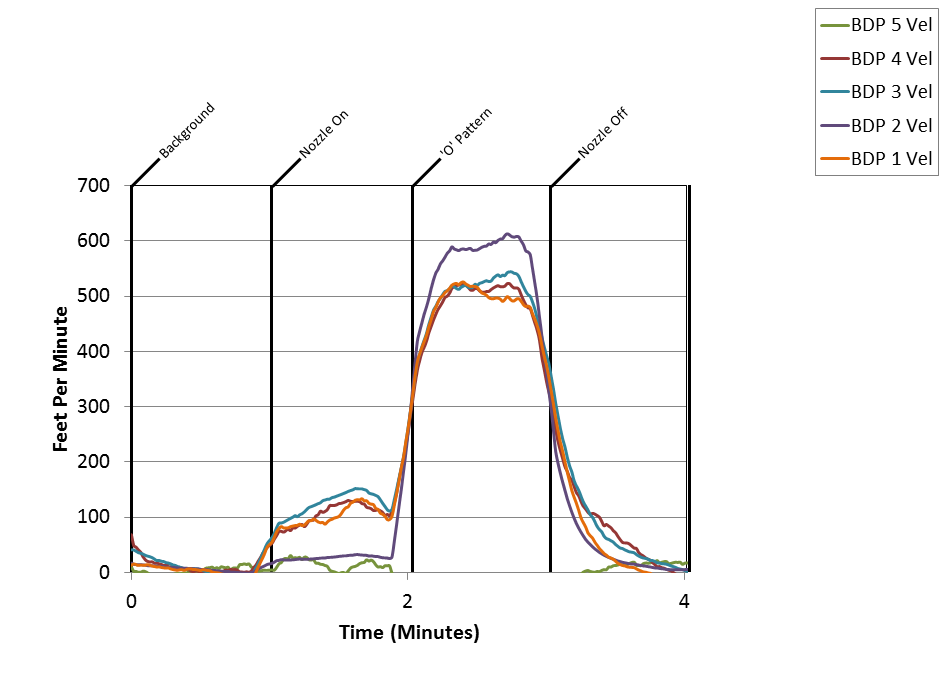 BDP 5 Vel
BDP 4 Vel
BDP 3 Vel
BDP 2 Vel
BDP 1 Vel
Background
Nozzle On
'O' Pattern
Nozzle Off
700
600
500
400
300
200
100
0
Feet Per Minute
0
2
4
Time (Minutes)